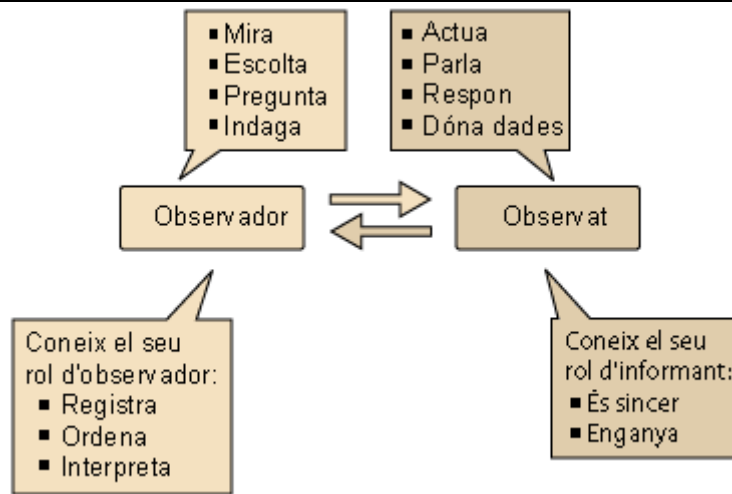 ▪ Mira
▪ Escolta
▪ Pregunta
▪ Indaga
▪ Actua
▪ Parla
▪ Respon
▪ Dóna dades
Observador
Observat
Coneix el seu
rol d'observador:
▪ Registra
▪ Ordena
▪ Interpreta
Coneix el seu
rol d'informant:
▪ És sincer
▪ Enganya